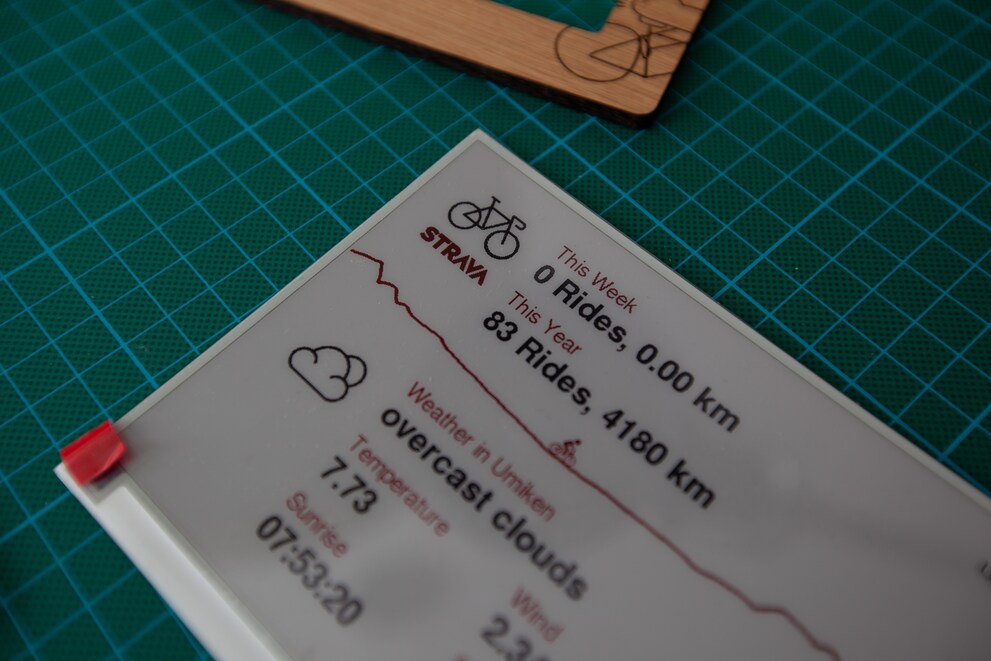 STRAVA
This Week
0 Rides, 0.00 km
This Year
83 Rides, 4180 km
Weather in Umiken
overcast clouds
Temperature
7.73
Wind
Sunrise
07:53:20